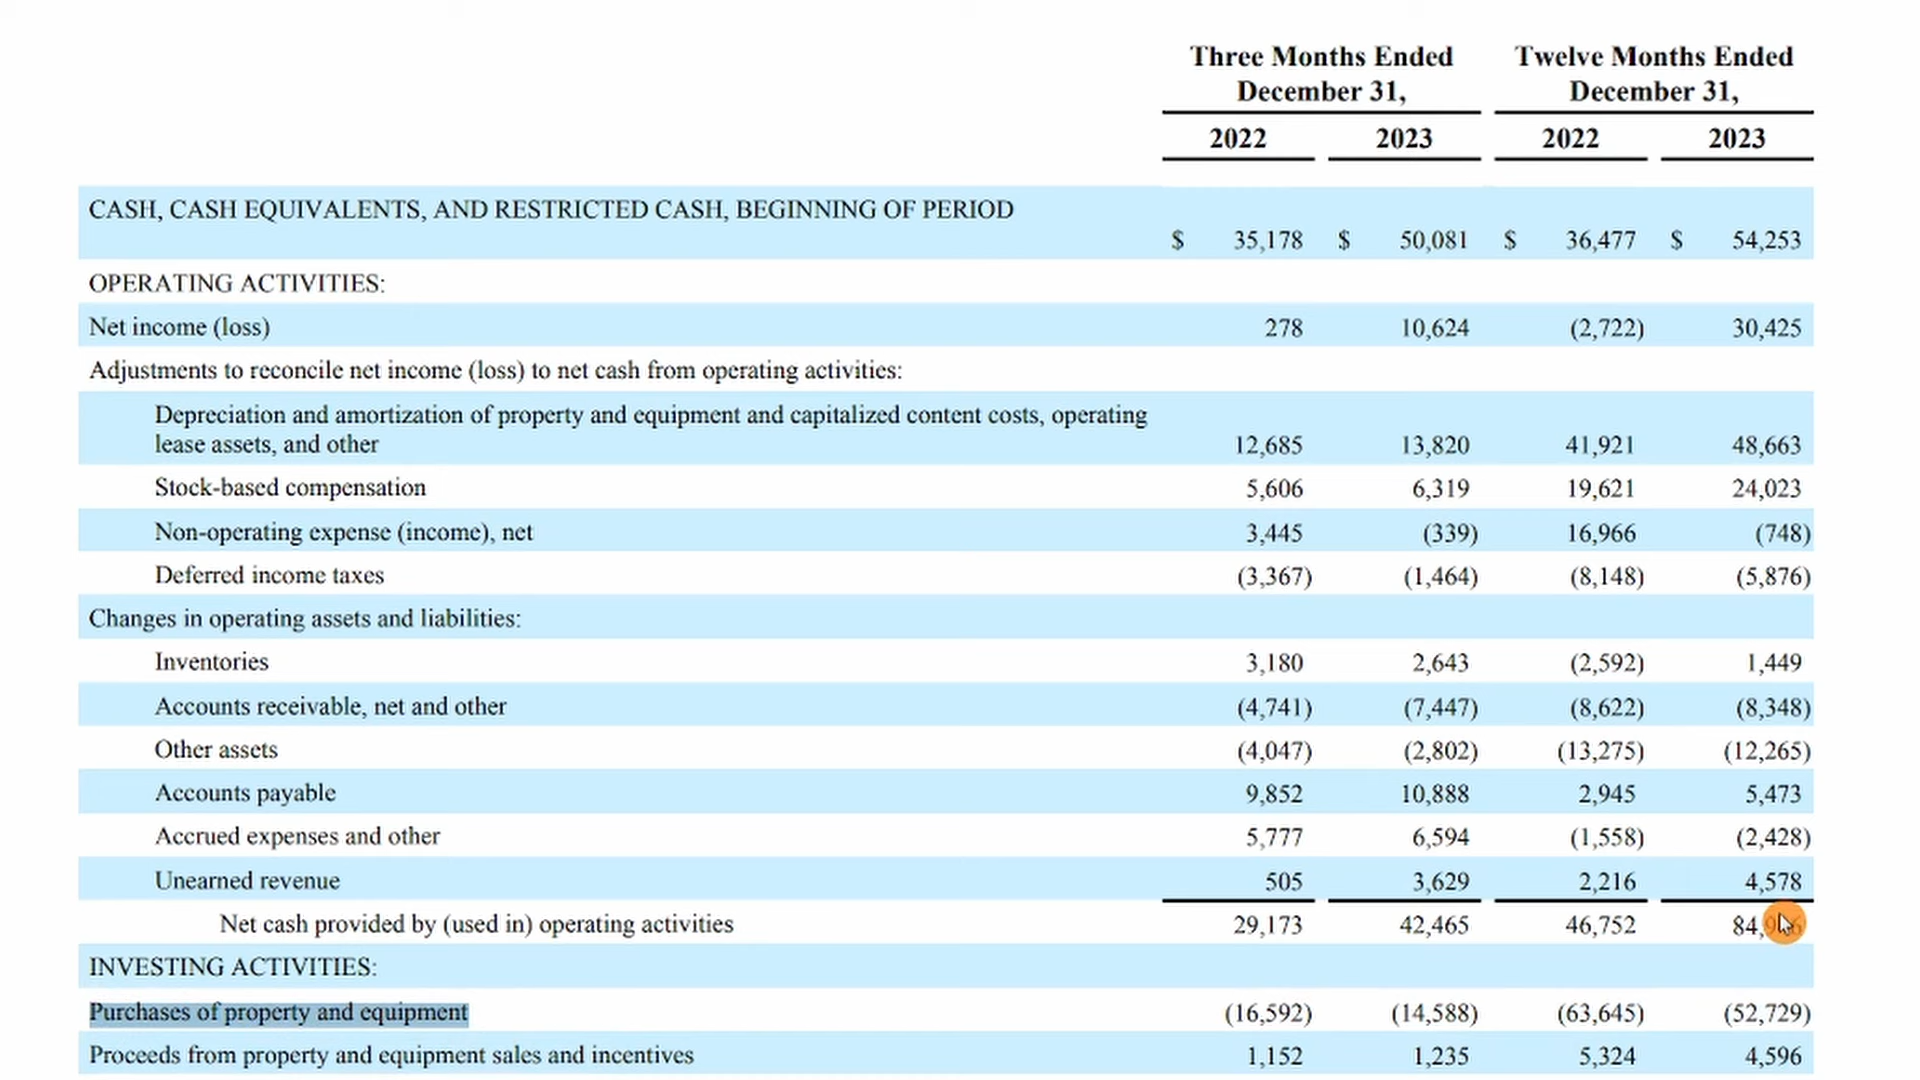 Three Months Ended Twelve Months Ended
December 31, December 31,
2022 2023 2022 2023
CASH, CASH EQUIVALENTS, AND RESTRICTED CASH, BEGINNING OF PERIOD
$ 35,178 $ 50,081 $ 36,477 $ 54,253
OPERATING ACTIVITIES:
Net income (loss) 278 10,624 (2,722) 30,425
Adjustments to reconcile net income (loss) to net cash from operating activities:
Depreciation and amortization of property and equipment and capitalized content costs, operating
lease assets, and other 12,685 13,820 41,921 48,663
Stock-based compensation 5,606 6,319 19,621 24,023
Non-operating expense (income), net 3,445 (339) 16,966 (748)
Deferred income taxes (3,367) (1,464) (8,148) (5,876)
Changes in operating assets and liabilities:
Inventories 3,180 2,643 (2,592) 1,449
Accounts receivable, net and other (4,741) (7,447) (8,622) (8,348)
Other assets (4,047) (2,802) (13,275) (12,265)
Accounts payable 9,852 10,888 2,945 5,473
Accrued expenses and other 5,777 6,594 (1,558) (2,428)
Unearned revenue 505 3,629 2,216 4,578
Net cash provided by (used in) operating activities 29,173 42,465 46,752
INVESTING ACTIVITIES:
Purchases of property and equipment (16,592) (14,588) (63,645) (52,729)
Proceeds from property and equipment sales and incentives 1,152 1,235 5,324 4,596